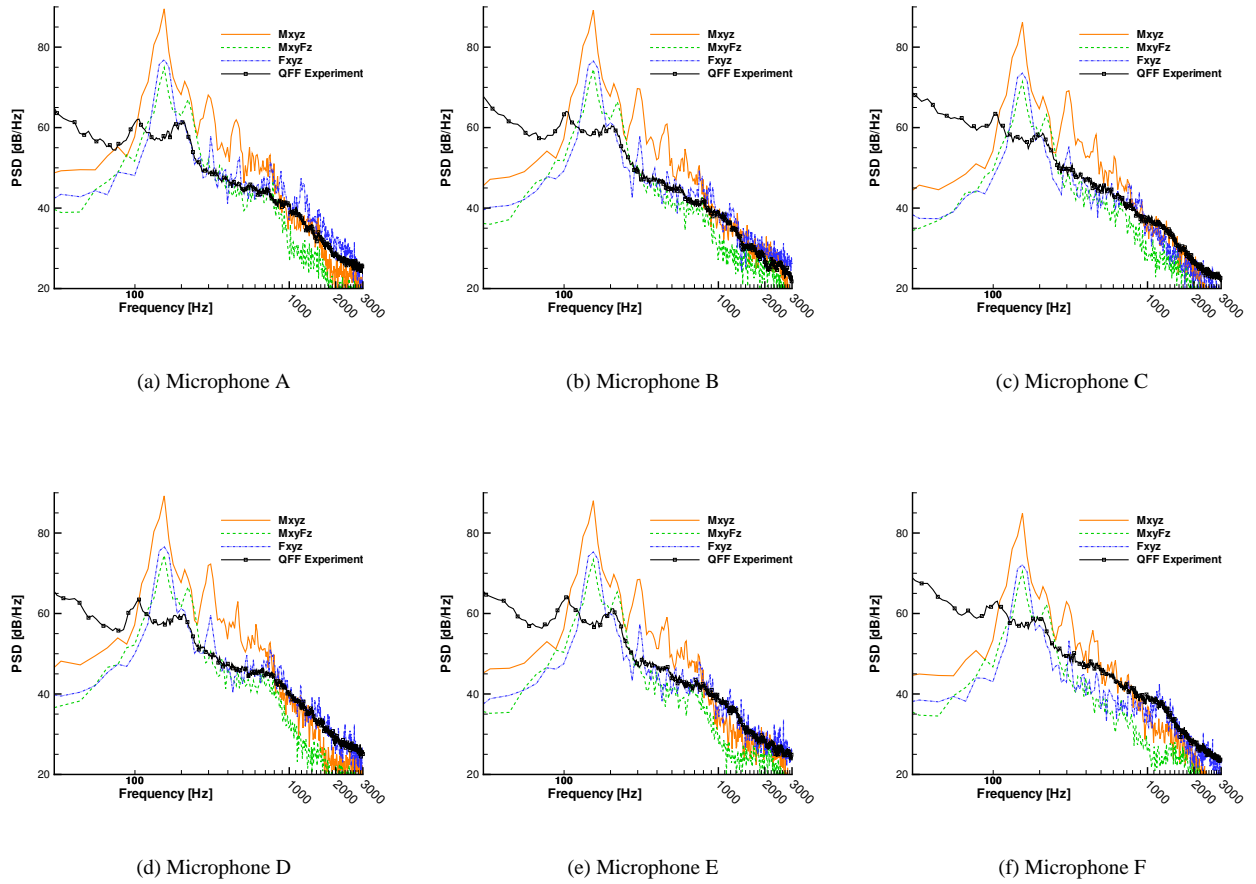 PSD [dB/Hz]
80
60
40
20
Mxyz
MxyFz
Fxyz
QFF Experiment
100
1000
2000
3000
Frequency [Hz]
(a) Microphone A
PSD [dB/Hz]
80
60
40
20
Mxyz
MxyFz
Fxyz
QFF Experiment
100
1000
2000
3000
Frequency [Hz]
(b) Microphone B
PSD [dB/Hz]
80
60
40
20
Mxyz
MxyFz
Fxyz
QFF Experiment
100
1000
2000
3000
Frequency [Hz]
(c) Microphone C
PSD [dB/Hz]
80
60
40
20
Mxyz
MxyFz
Fxyz
QFF Experiment
100
1000
2000
3000
Frequency [Hz]
(d) Microphone D
PSD [dB/Hz]
80
60
40
20
Mxyz
MxyFz
Fxyz
QFF Experiment
100
1000
2000
3000
Frequency [Hz]
(e) Microphone E
PSD [dB/Hz]
80
60
40
20
Mxyz
MxyFz
Fxyz
QFF Experiment
100
1000
2000
3000
Frequency [Hz]
(f) Microphone F